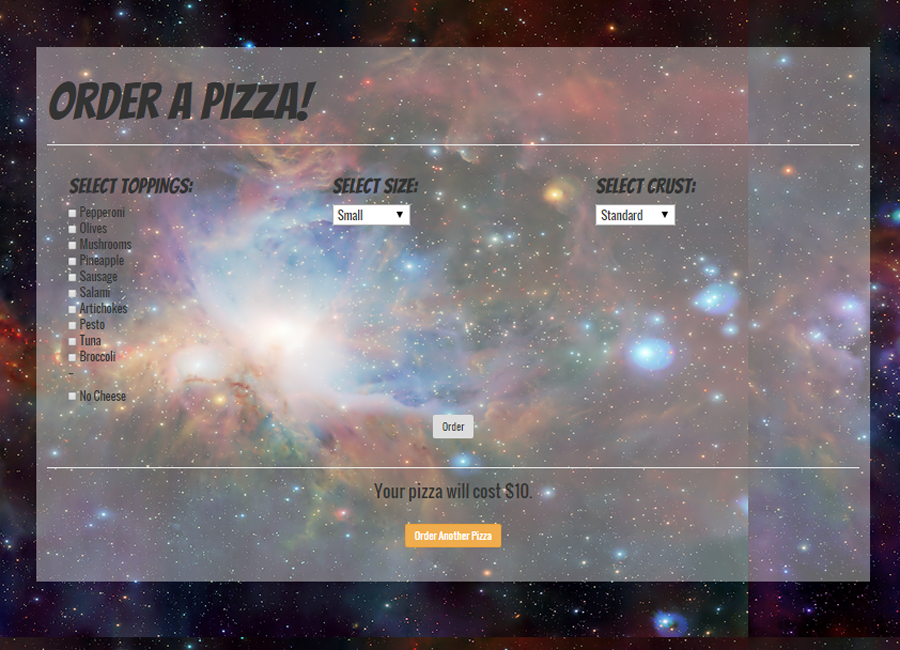 ORDER A PIZZA!
SELECT TOPPINGS:
Pepperoni
Olives
Mushrooms
Pineapple
Sausage
Salami
Artichokes
Pesto
Tuna
Broccoli
-
No Cheese
SELECT SIZE:
Small
SELECT CRUST:
Standard
Order
Your pizza will cost $10.
Order Another Pizza